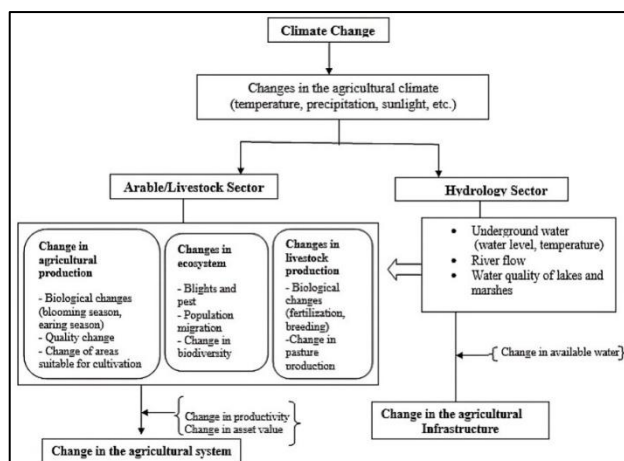 Climate Change
Changes in the agricultural climate
(temperature, precipitation, sunlight, etc.)
Arable/Livestock Sector
Hydrology Sector
Change in
agricultural
production
- Biological changes
(blooming season,
earing season)
- Quality change
- Change of areas
suitable for cultivation
Changes in
ecosystem
- Blights and
pest
- Population
migration
- Change in
biodiversity
Changes in
livestock
production
- Biological
changes
(fertilization,
breeding)
-Change in
pasture
production
• Underground water
(water level, temperature)
• River flow
• Water quality of lakes and
marshes
Change in available water
Change in productivity
Change in asset value
Change in the agricultural system
Change in the agricultural
Infrastructure